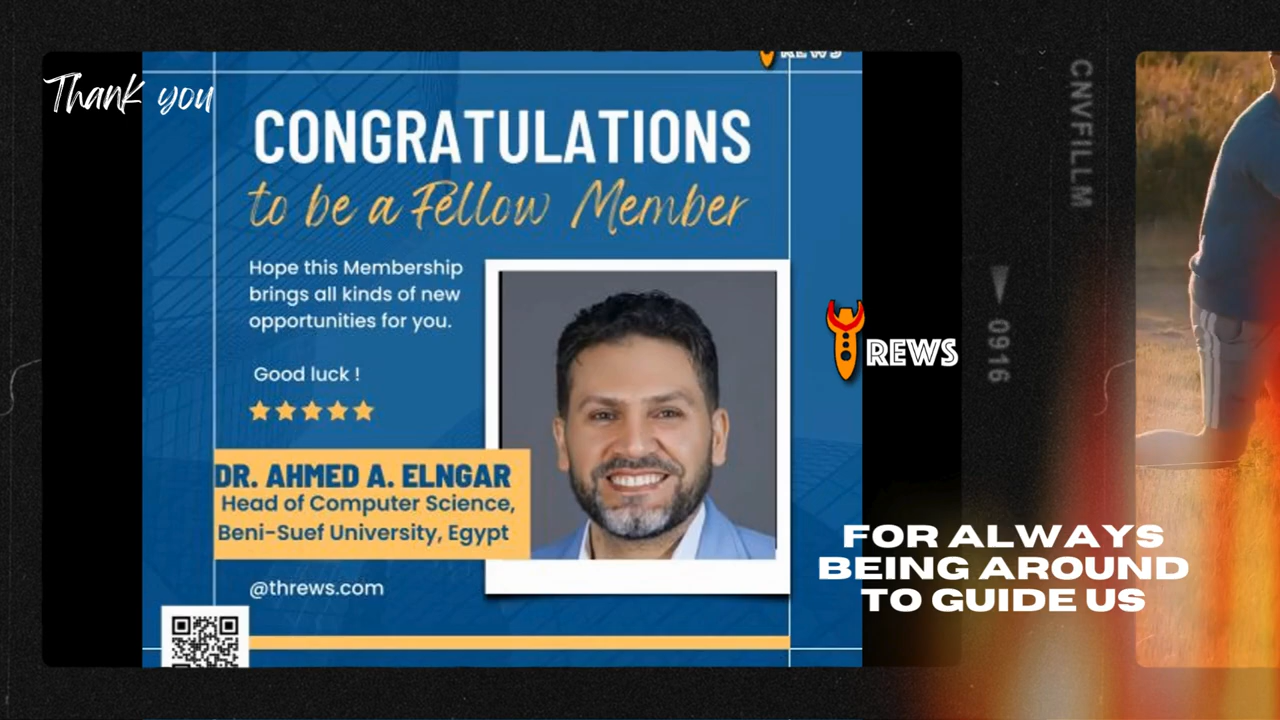 Thank you
REWS
CONGRATULATIONS
to be a Fellow Member
Hope this Membership
brings all kinds of new
opportunities for you.
Good luck !
DR. AHMED A. ELNGAR
Head of Computer Science,
Beni-Suef University, Egypt
@threws.com
REWS
FOR ALWAYS
BEING AROUND
TO GUIDE US
CNVFILLM
0916